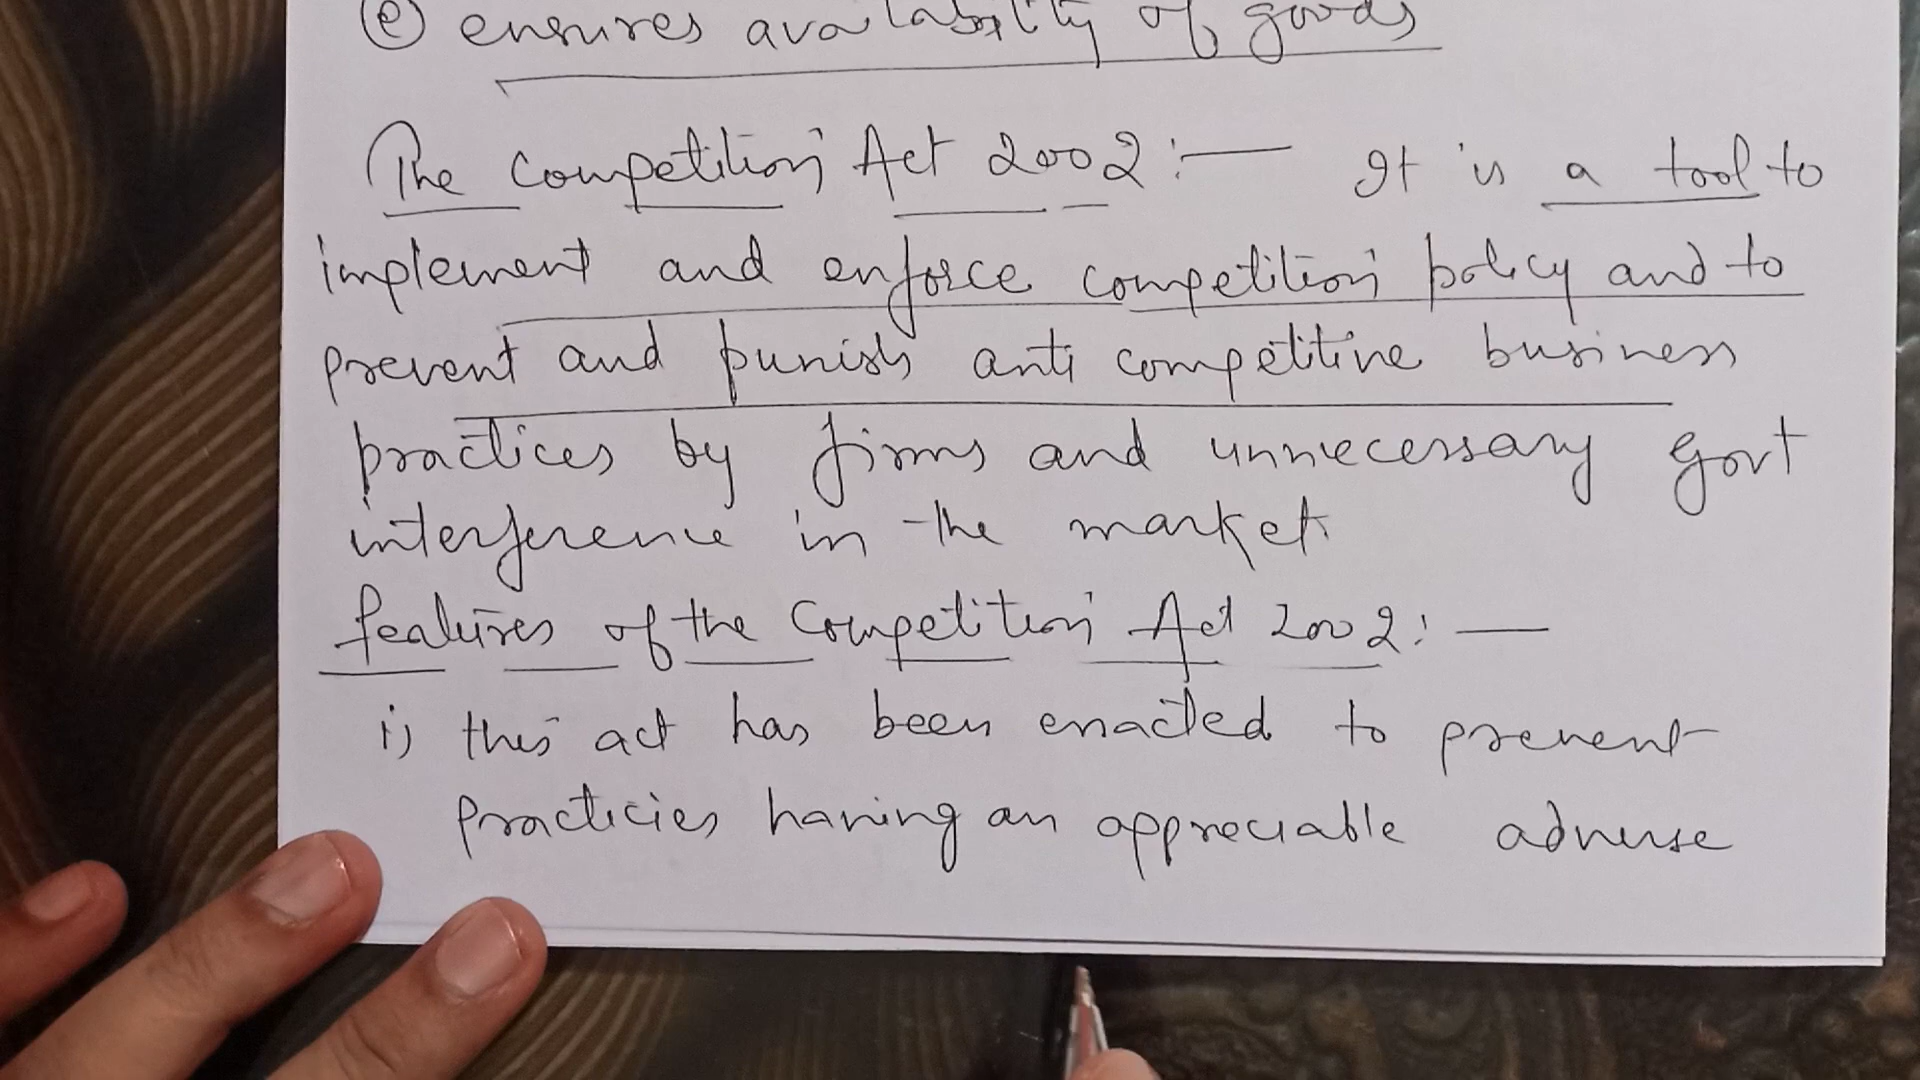 (e) ensures availability of goods
The Competition Act 2002:— It is a tool to
implement and enforce competition policy and to
prevent and punish anti competitive business
practices by firms and unnecessary govt
interference in the market
features of the Competition Act 2002:—
i) this act has been enacted to prevent
practicies having an appreciable adverse